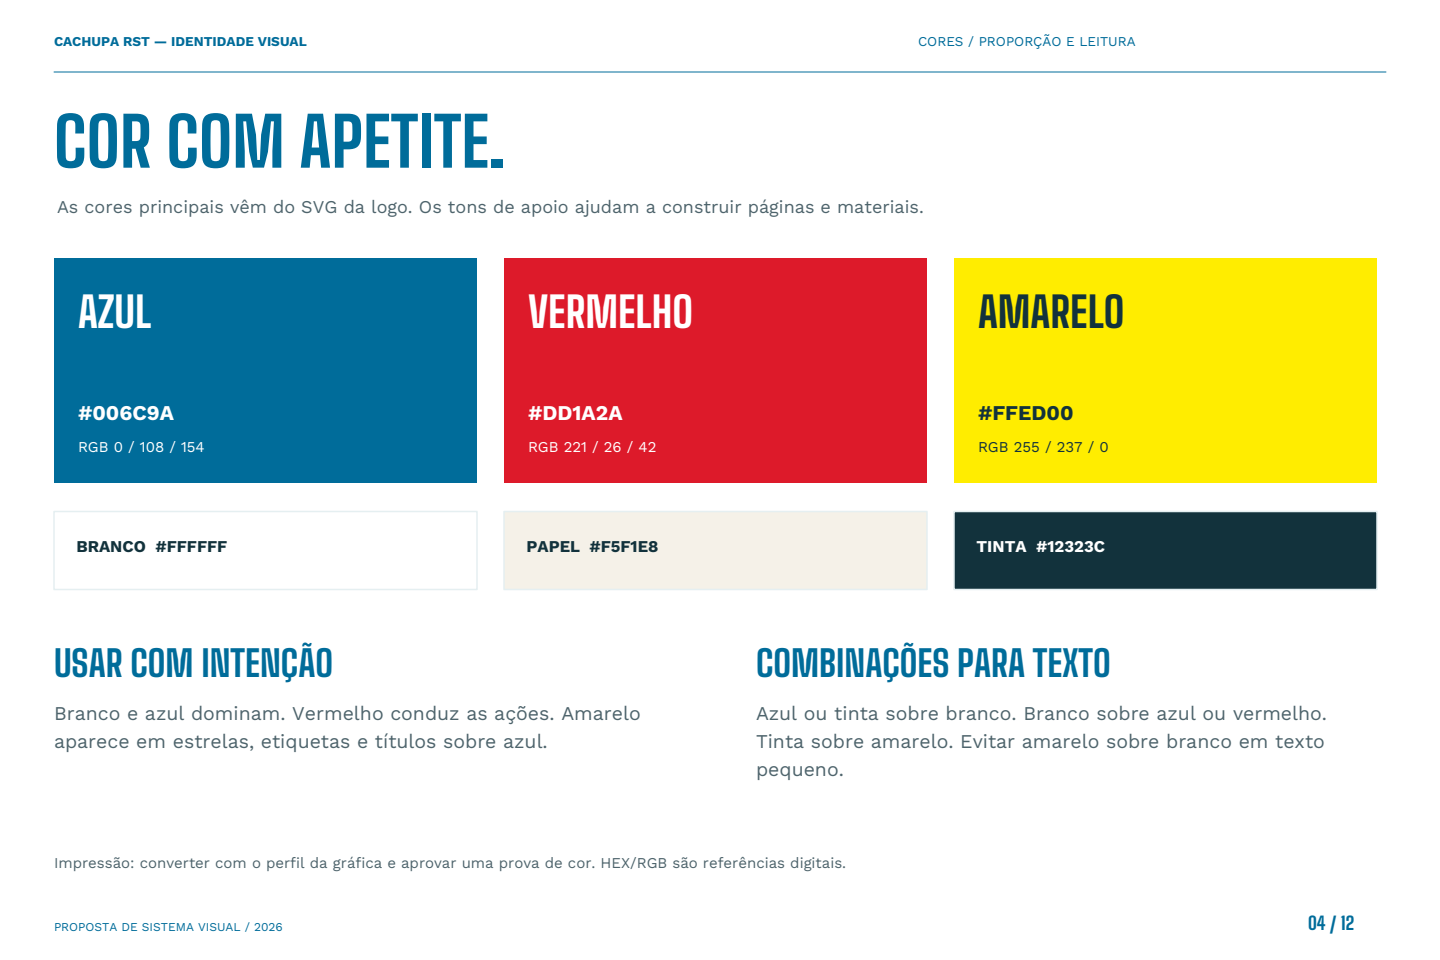 CACHUPA RST — IDENTIDADE VISUAL
CORES / PROPORÇÃO E LEITURA
COR COM APETITE.
As cores principais vêm do SVG da logo. Os tons de apoio ajudam a construir páginas e materiais.
AZUL
#006C9A
RGB 0 / 108 / 154
VERMELHO
#DD1A2A
RGB 221 / 26 / 42
AMARELO
#FFED00
RGB 255 / 237 / 0
BRANCO #FFFFFF
PAPEL #F5F1E8
TINTA #12323C
USAR COM INTENÇÃO
Branco e azul dominam. Vermelho conduz as ações. Amarelo
aparece em estrelas, etiquetas e títulos sobre azul.
COMBINAÇÕES PARA TEXTO
Azul ou tinta sobre branco. Branco sobre azul ou vermelho.
Tinta sobre amarelo. Evitar amarelo sobre branco em texto
pequeno.
Impressão: converter com o perfil da gráfica e aprovar uma prova de cor. HEX/RGB são referências digitais.
PROPOSTA DE SISTEMA VISUAL / 2026
04 / 12